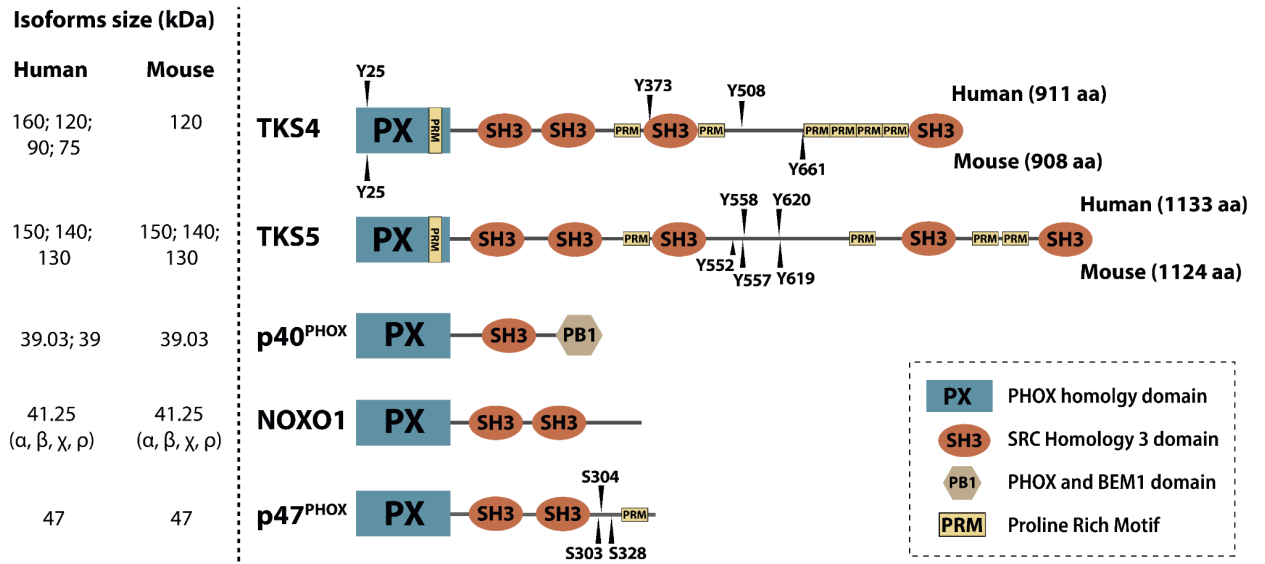 Isoforms size (kDa)
Human Mouse
160; 120;
90; 75
120
TKS4
Y25
PX
PRM
SH3
SH3
PRM
Y373
SH3
PRM
Y508
PRM PRM PRM PRM
SH3
Human (911 aa)
Mouse (908 aa)
Y25
Y661
150; 140;
130
150; 140;
130
TKS5
PX
PRM
SH3
SH3
PRM
SH3
Y558
Y620
PRM
SH3
PRM
PRM
SH3
Human (1133 aa)
Mouse (1124 aa)
Y552
Y557
Y619
39.03; 39
39.03
p40PHOX
PX
SH3
PB1
41.25
(α, β, χ, ρ)
41.25
(α, β, χ, ρ)
NOXO1
PX
SH3
SH3
47
47
p47PHOX
PX
SH3
SH3
S304
PRM
S303
S328
PX PHOX homolgy domain
SH3 SRC Homology 3 domain
PB1 PHOX and BEM1 domain
PRM Proline Rich Motif